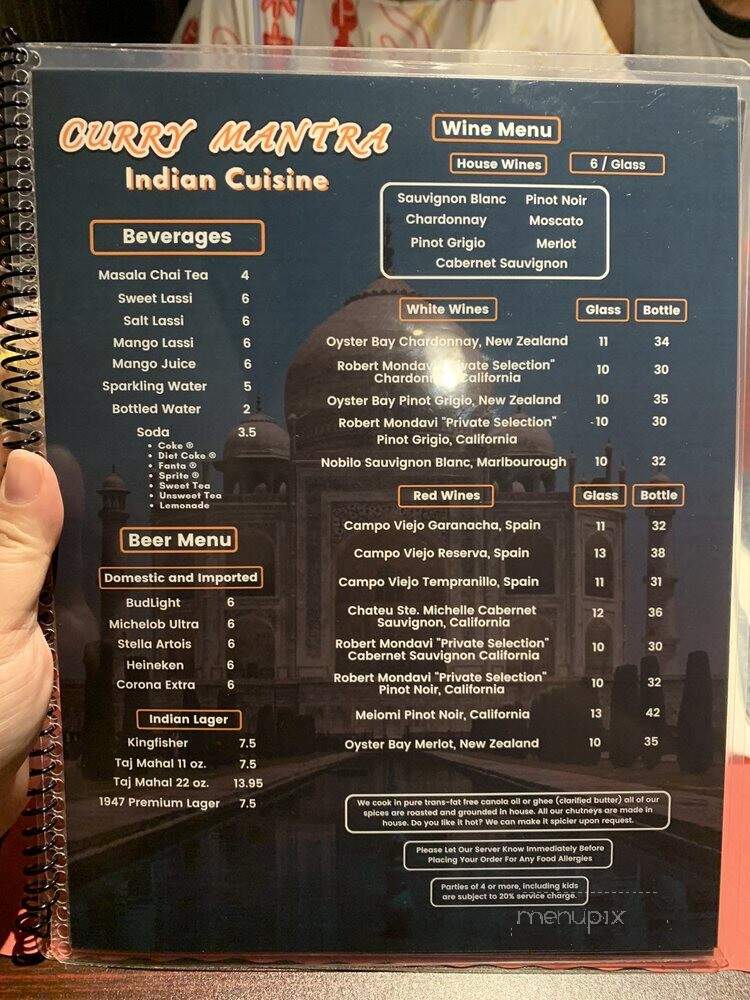 CURRY MANTRA
Indian Cuisine
Beverages
Masala Chai Tea 4
Sweet Lassi 6
Salt Lassi 6
Mango Lassi 6
Mango Juice 6
Sparkling Water 5
Bottled Water 2
Soda 3.5
• Coke ®
• Diet Coke ®
• Fanta ®
• Sprite ®
• Sweet Tea
• Unsweet Tea
• Lemonade
Beer Menu
Domestic and Imported
BudLight 6
Michelob Ultra 6
Stella Artois 6
Heineken 6
Corona Extra 6
Indian Lager
Kingfisher 7.5
Taj Mahal 11 oz. 7.5
Taj Mahal 22 oz. 13.95
1947 Premium Lager 7.5
Wine Menu
House Wines 6 / Glass
Sauvignon Blanc Pinot Noir
Chardonnay Moscato
Pinot Grigio Merlot
Cabernet Sauvignon
White Wines Glass Bottle
Oyster Bay Chardonnay, New Zealand 11 34
Robert Mondavi "Private Selection" 10 30
Chardonnay, California
Oyster Bay Pinot Grigio, New Zealand 10 35
Robert Mondavi "Private Selection" -10 30
Pinot Grigio, California
Nobilo Sauvignon Blanc, Marlbourough 10 32
Red Wines Glass Bottle
Campo Viejo Garanacha, Spain 11 32
Campo Viejo Reserva, Spain 13 38
Campo Viejo Tempranillo, Spain 11 31
Chateu Ste. Michelle Cabernet 12 36
Sauvignon, California
Robert Mondavi "Private Selection" 10 30
Cabernet Sauvignon California
Robert Mondavi "Private Selection" 10 32
Pinot Noir, California
Meiomi Pinot Noir, California 13 42
Oyster Bay Merlot, New Zealand 10 35
We cook in pure trans-fat free canola oil or ghee (clarified butter) all of our
spices are roasted and grounded in house. All our chutneys are made in
house. Do you like it hot? We can make it spicier upon request.
Please Let Our Server Know Immediately Before
Placing Your Order For Any Food Allergies
Parties of 4 or more, including kids
are subject to 20% service charge.
menupix